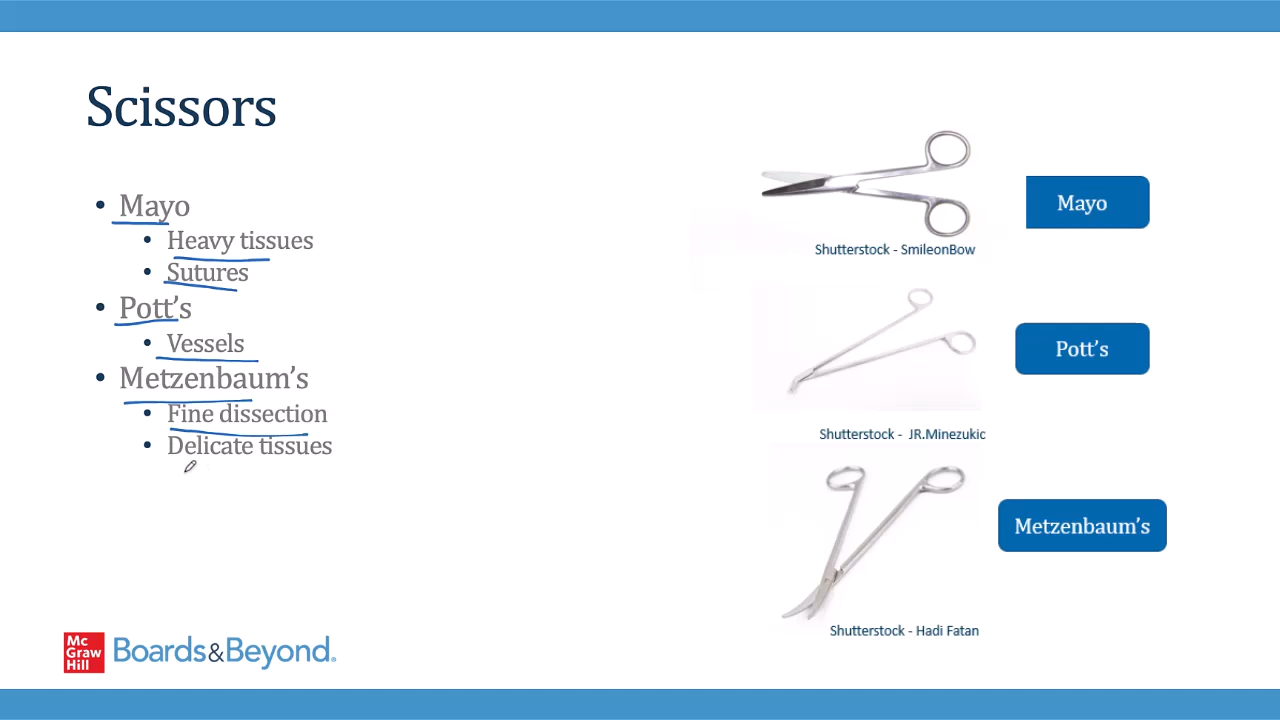 Scissors
• Mayo
• Heavy tissues
• Sutures
• Pott's
• Vessels
• Metzenbaum's
• Fine dissection
• Delicate tissues
Mayo
Shutterstock - SmileonBow
Pott's
Shutterstock - JR.Minezukic
Metzenbaum's
Shutterstock - Hadi Fatan
Mc
Graw
Hill
Boards&Beyond.